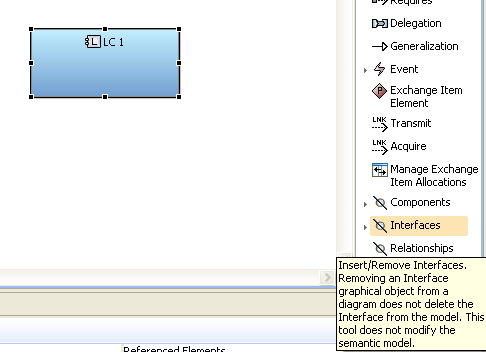 Requires
L LC 1
Delegation
Generalization
Event
Exchange Item
Element
LNK
Transmit
LNK
Acquire
Manage Exchange
Item Allocations
Components
Interfaces
Relationships
Insert/Remove Interfaces.
Removing an Interface
graphical object from a
diagram does not delete the
Interface from the model. This
tool does not modify the
semantic model.
Referenced Elements